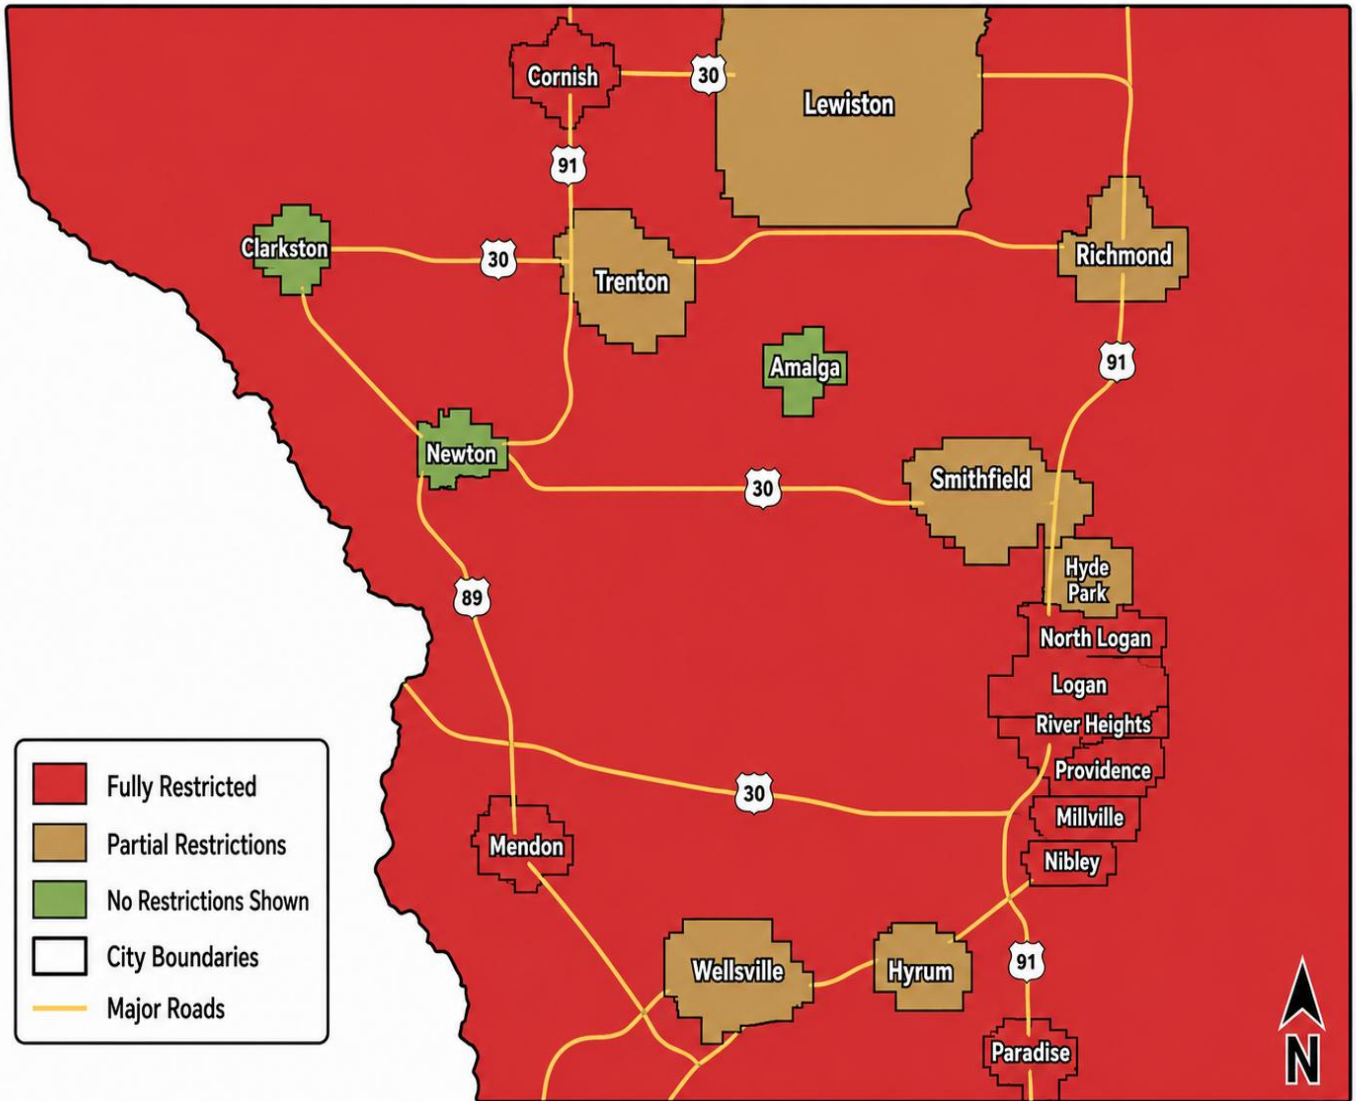 Cornish
30
Lewiston
91
Clarkston
30
Trenton
Richmond
Amalga
91
Newton
30
Smithfield
Hyde
Park
89
North Logan
Logan
River Heights
Providence
30
Millville
Mendon
Nibley
Wellsville
Hyrum
91
Paradise
Fully Restricted
Partial Restrictions
No Restrictions Shown
City Boundaries
Major Roads
N